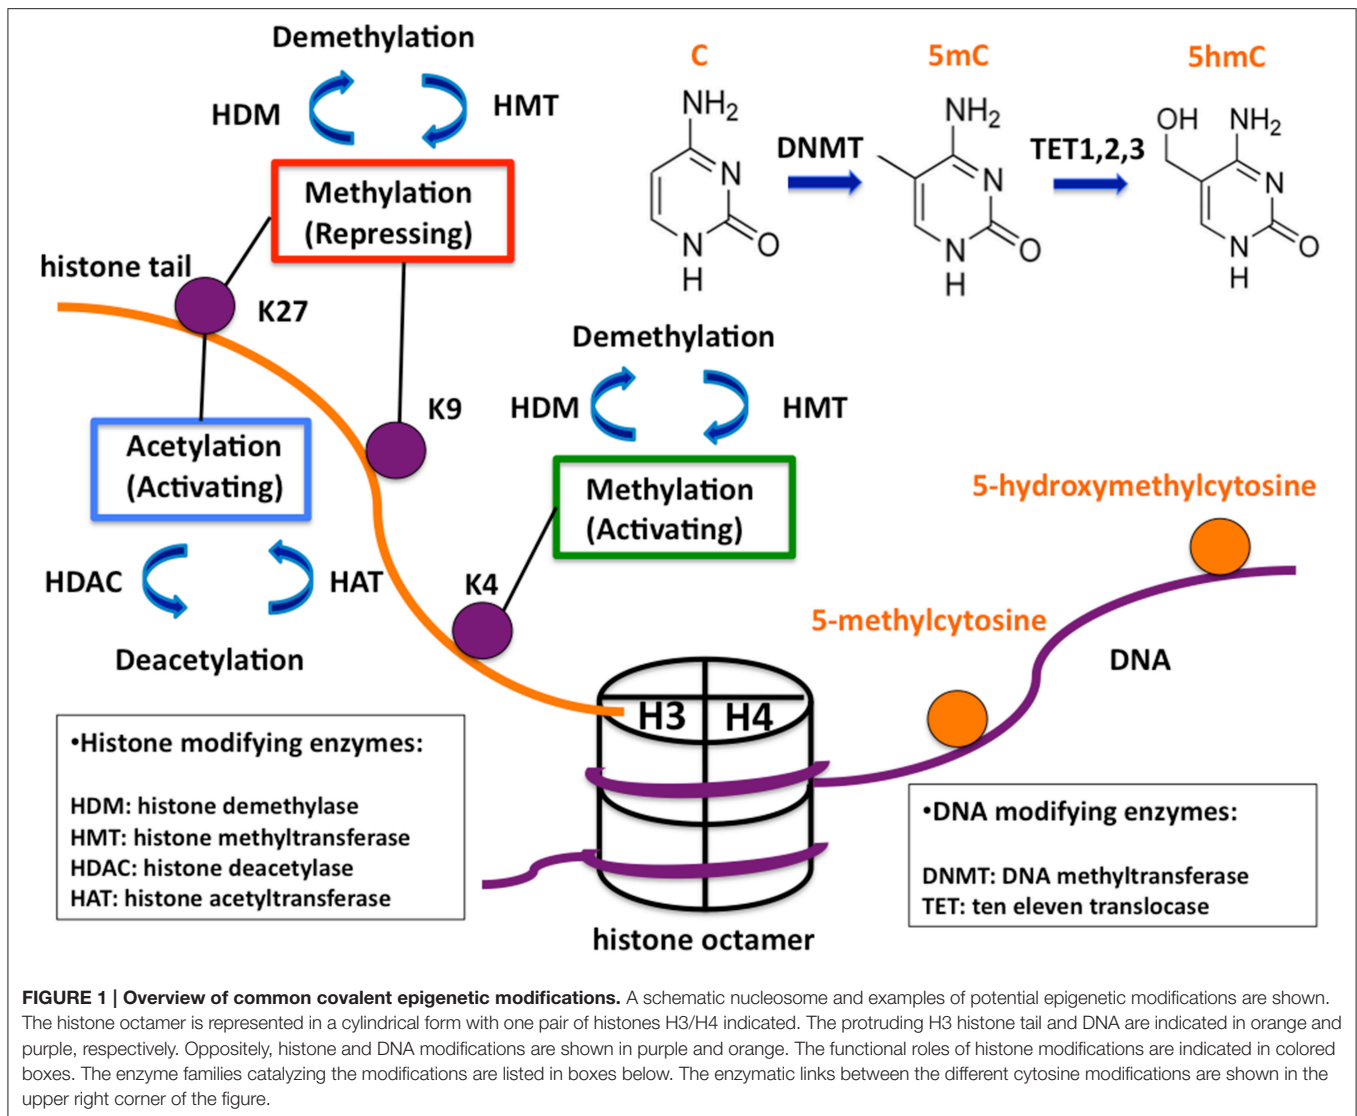 Demethylation
HDM
HMT
Methylation
(Repressing)
C
5mC
5hmC
NH2
N
O
N
H
DNMT
NH2
N
O
N
H
TET1,2,3
OH
NH2
N
O
N
H
histone tail
K27
K9
Acetylation
(Activating)
HDAC
HAT
Deacetylation
Demethylation
HDM
HMT
Methylation
(Activating)
K4
5-hydroxymethylcytosine
5-methylcytosine
DNA
H3
H4
histone octamer
•Histone modifying enzymes:
HDM: histone demethylase
HMT: histone methyltransferase
HDAC: histone deacetylase
HAT: histone acetyltransferase
•DNA modifying enzymes:
DNMT: DNA methyltransferase
TET: ten eleven translocase
FIGURE 1 | Overview of common covalent epigenetic modifications. A schematic nucleosome and examples of potential epigenetic modifications are shown.
The histone octamer is represented in a cylindrical form with one pair of histones H3/H4 indicated. The protruding H3 histone tail and DNA are indicated in orange and
purple, respectively. Oppositely, histone and DNA modifications are shown in purple and orange. The functional roles of histone modifications are indicated in colored
boxes. The enzyme families catalyzing the modifications are listed in boxes below. The enzymatic links between the different cytosine modifications are shown in the
upper right corner of the figure.